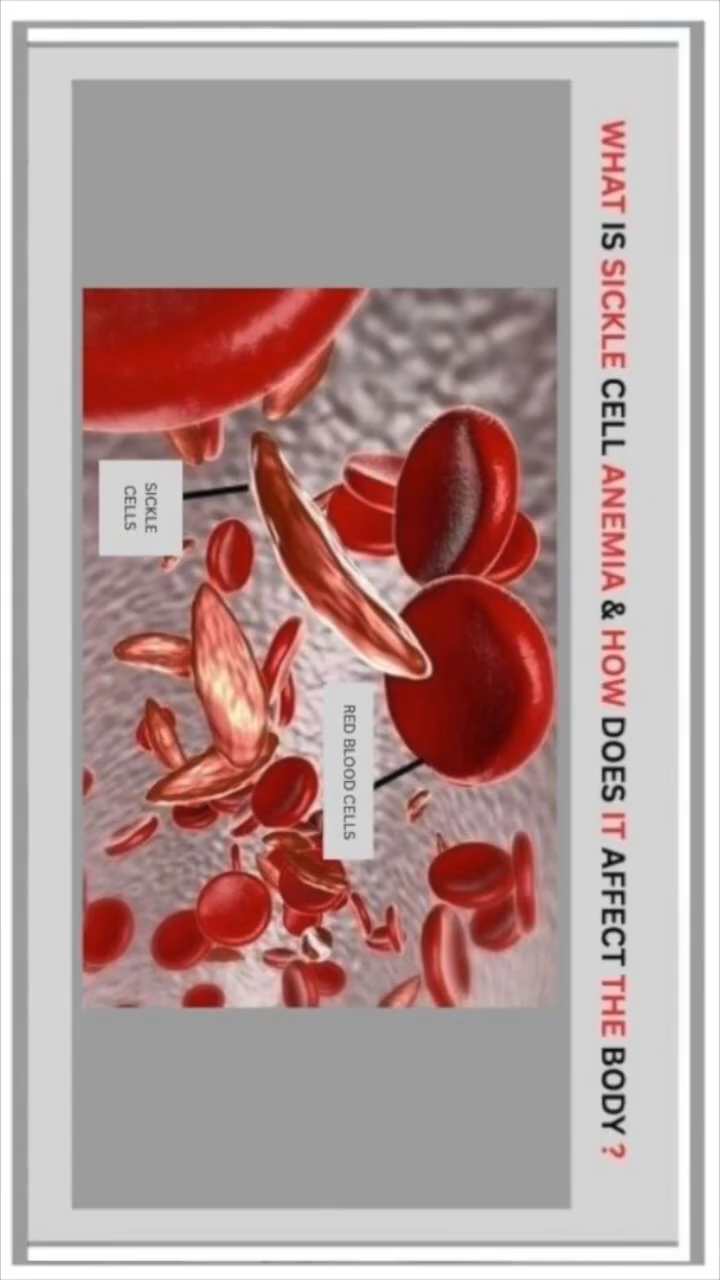 WHAT IS SICKLE CELL ANEMIA & HOW DOES IT AFFECT THE BODY ?
SICKLE
CELLS
RED BLOOD CELLS